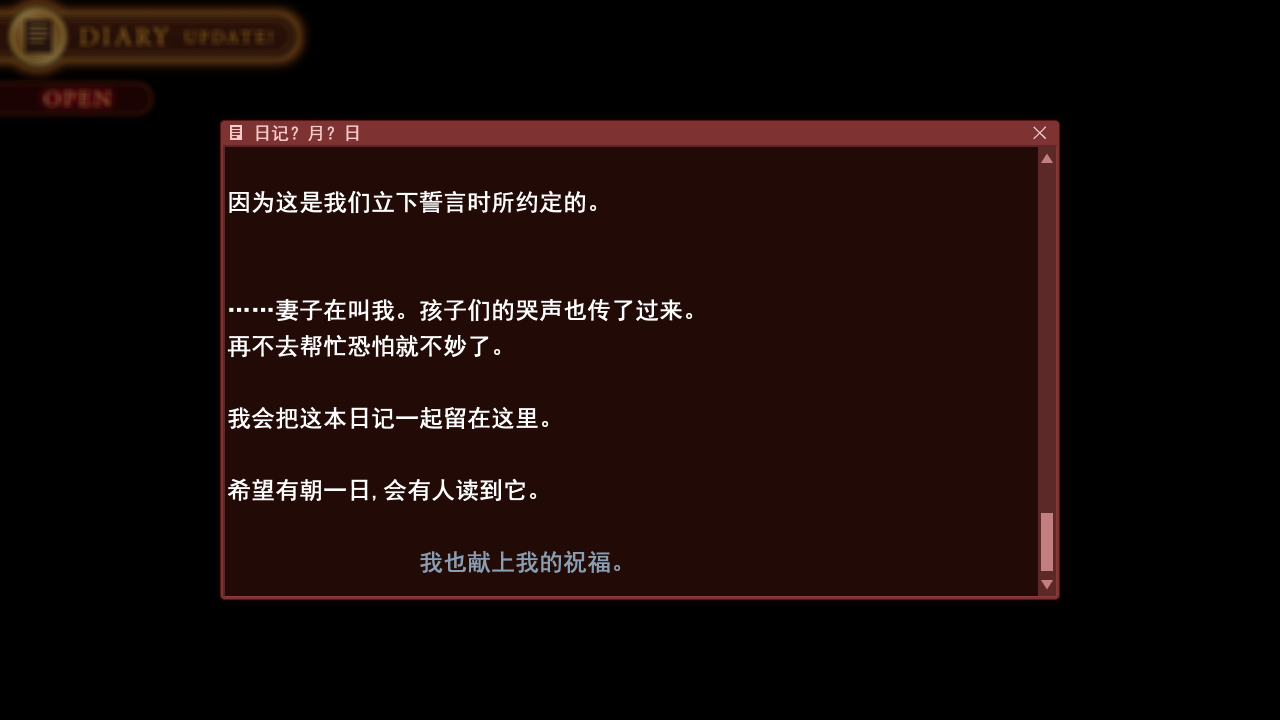 DIARY UPDATE!
OPEN
日记？月？日
因为这是我们立下誓言时所约定的。
……妻子在叫我。孩子们的哭声也传了过来。
再不去帮忙恐怕就不妙了。
我会把这本日记一起留在这里。
希望有朝一日,会有人读到它。
我也献上我的祝福。